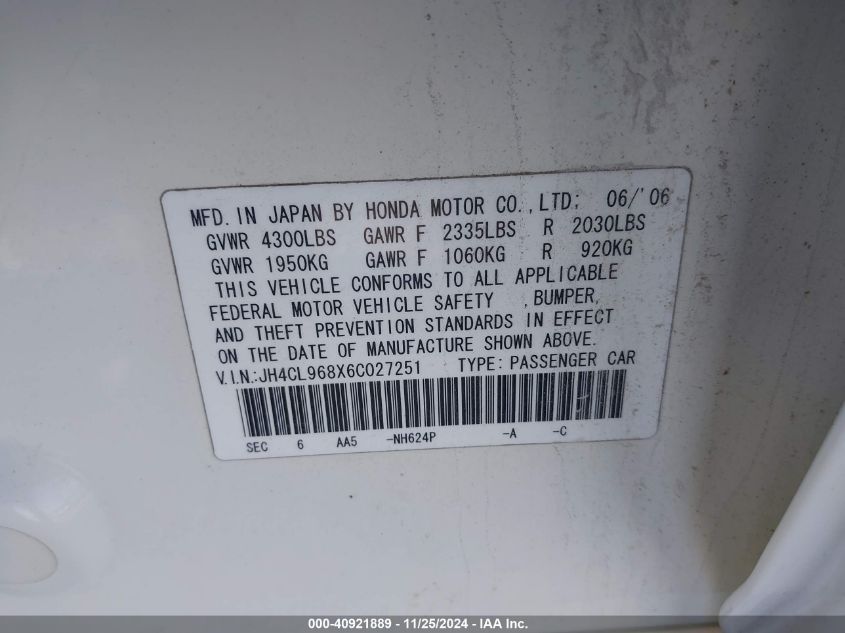 MFD. IN JAPAN BY HONDA MOTOR CO.,LTD; 06/'06
GVWR 4300LBS GAWR F 2335LBS R 2030LBS
GVWR 1950KG GAWR F 1060KG R 920KG
THIS VEHICLE CONFORMS TO ALL APPLICABLE
FEDERAL MOTOR VEHICLE SAFETY ,BUMPER,
AND THEFT PREVENTION STANDARDS IN EFFECT
ON THE DATE OF MANUFACTURE SHOWN ABOVE.
V.I.N.:JH4CL968X6C027251 TYPE: PASSENGER CAR
SEC 6 AA5 -NH624P -A -C
000-40921889 - 11/25/2024 - IAA Inc.